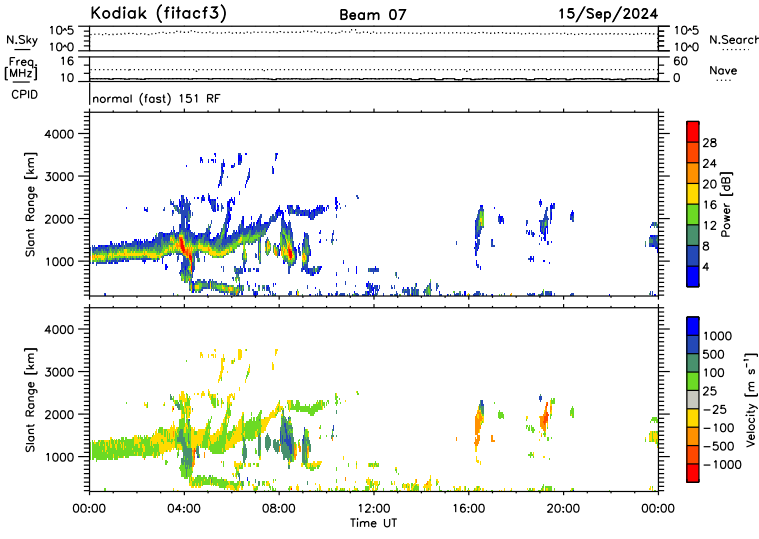 Kodiak (fitacf3) Beam 07 15/Sep/2024
N.Sky 10^5 10^0 10^5 10^0 N.Search
Freq. [MHz] 16 10 60 0 Nave
CPID normal (fast) 151 RF
Slant Range [km] 4000 3000 2000 1000
28 24 20 16 12 8 4 Power [dB]
Slant Range [km] 4000 3000 2000 1000
1000 500 100 25 −25 −100 −500 −1000 Velocity [m s⁻¹]
00:00 04:00 08:00 12:00 16:00 20:00 00:00
Time UT